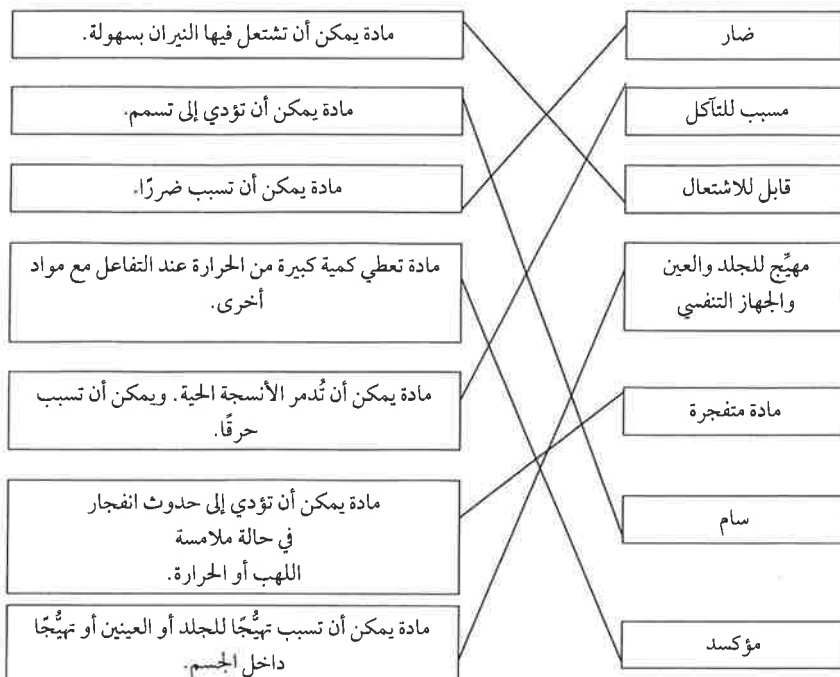 ضار
مادة يمكن أن تشتعل فيها النيران بسهولة.
مسبب للتآكل
مادة يمكن أن تؤدي إلى تسمم.
قابل للاشتعال
مادة يمكن أن تسبب ضررًا.
مهيِّج للجلد والعين
والجهاز التنفسي
مادة تعطي كمية كبيرة من الحرارة عند التفاعل مع مواد
أخرى.
مادة متفجرة
مادة يمكن أن تُدمر الأنسجة الحية. ويمكن أن تسبب
حرقًا.
سام
مادة يمكن أن تؤدي إلى حدوث انفجار
في حالة ملامسة
اللهب أو الحرارة.
مؤكسد
مادة يمكن أن تسبب تهيُّجًا للجلد أو العينين أو تهيُّجًا
داخل الجسم.